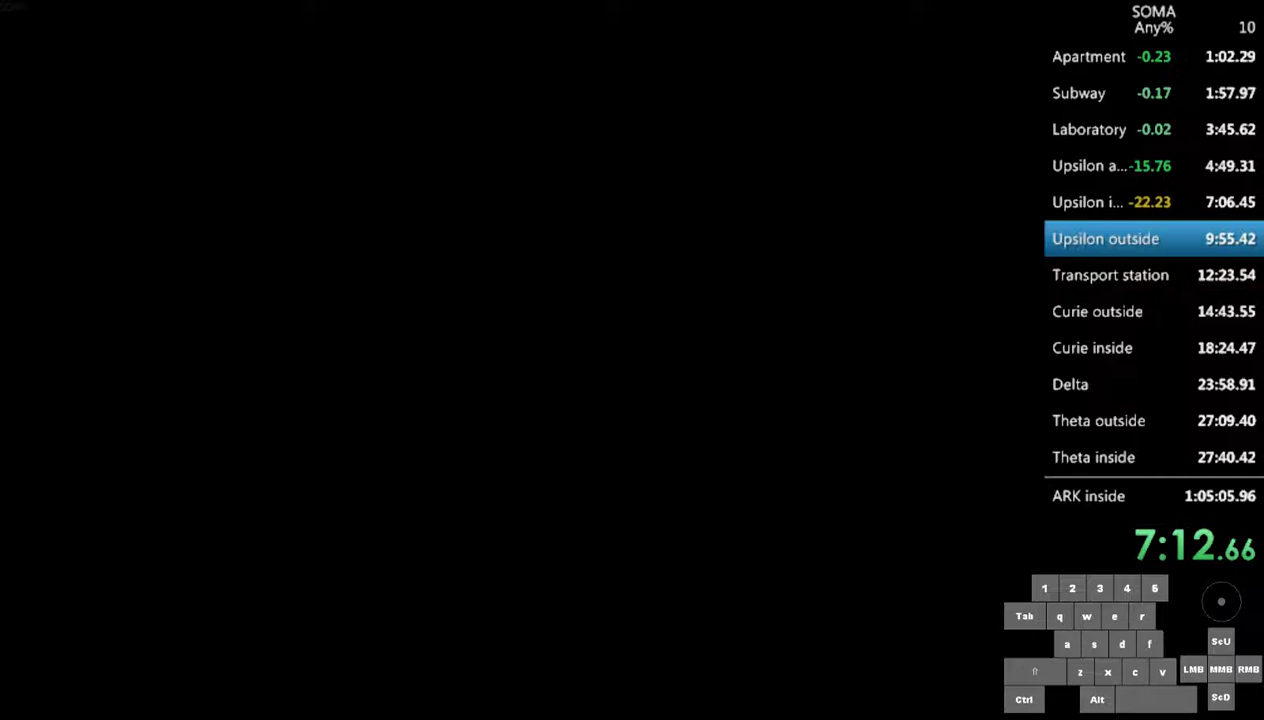 SOMA
Any% 10
Apartment -0.23 1:02.29
Subway -0.17 1:57.97
Laboratory -0.02 3:45.62
Upsilon a... -15.76 4:49.31
Upsilon i... -22.23 7:06.45
Upsilon outside 9:55.42
Transport station 12:23.54
Curie outside 14:43.55
Curie inside 18:24.47
Delta 23:58.91
Theta outside 27:09.40
Theta inside 27:40.42
ARK inside 1:05:05.96
7:12.66
1 2 3 4 5
Tab q w e r
a s d f ScU
⇧ z x c v LMB MMB RMB
Ctrl Alt ScD